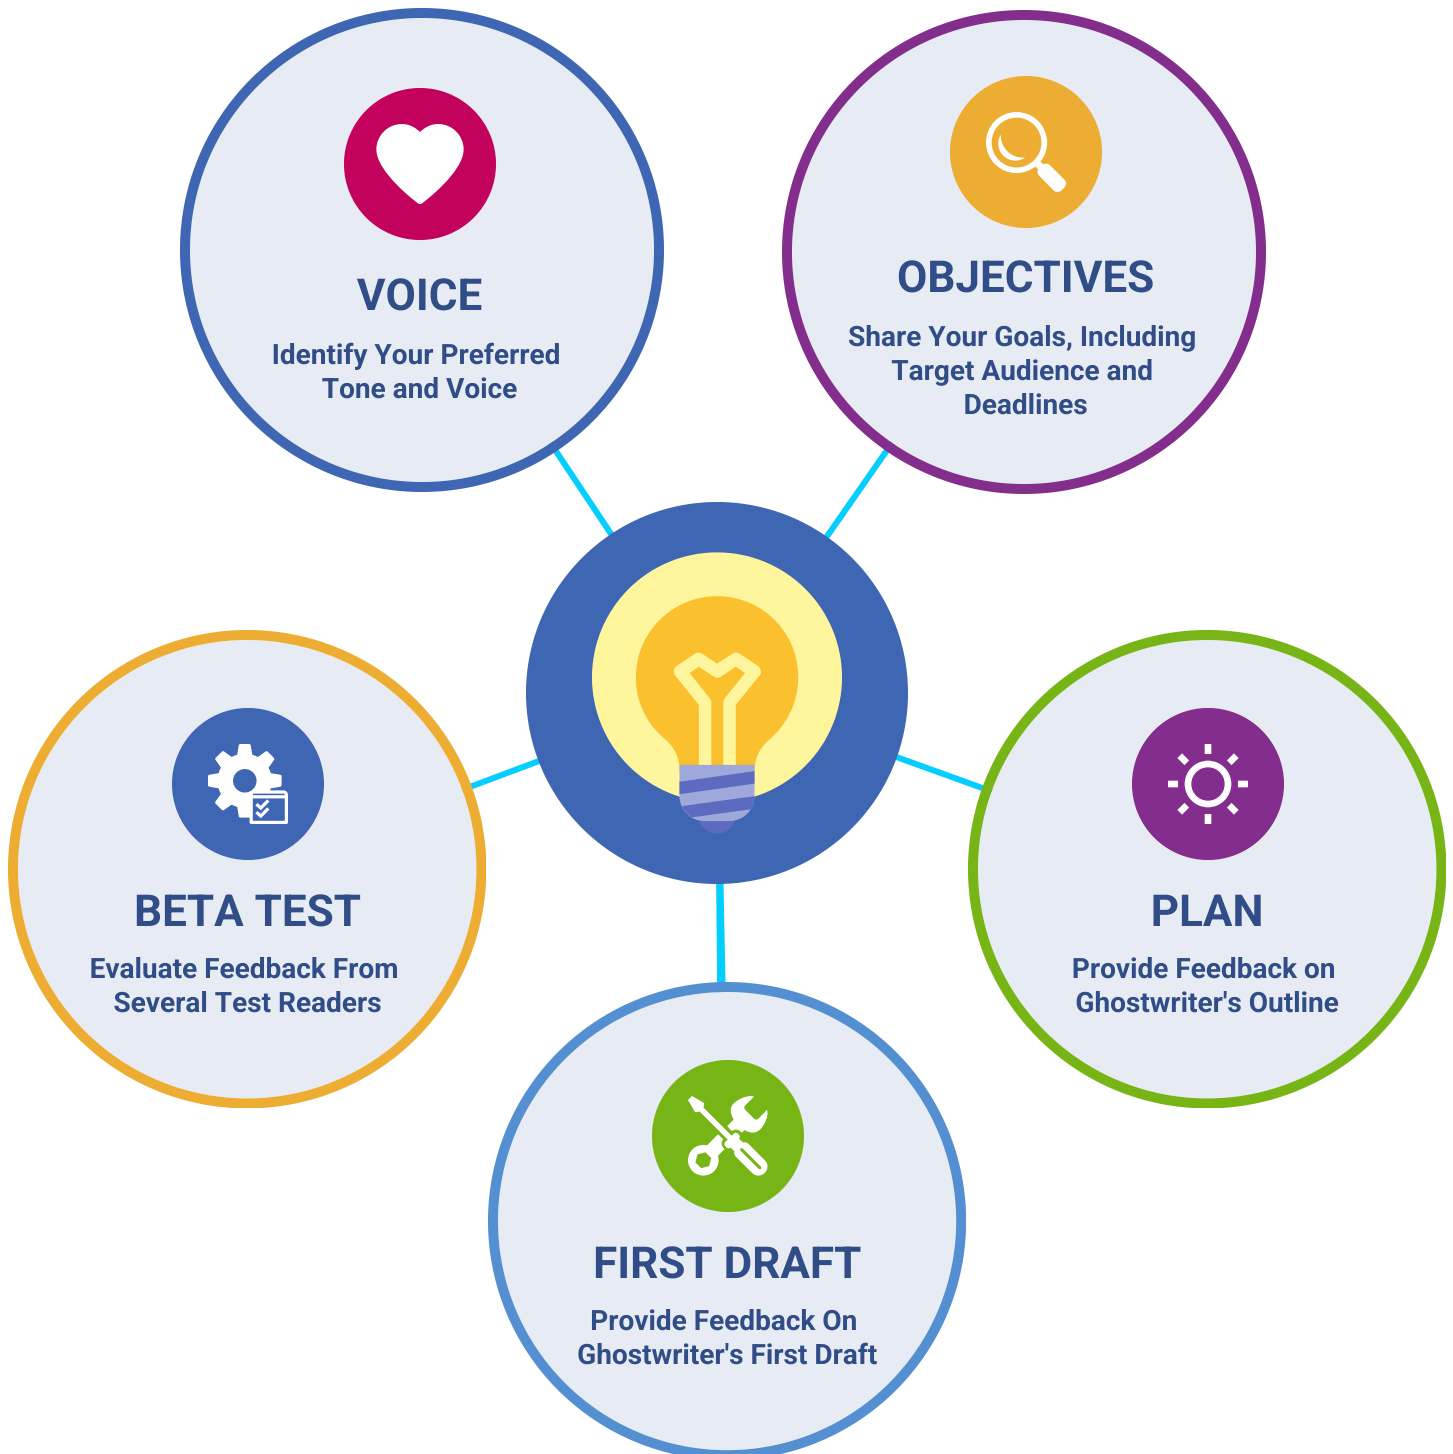 VOICE
Identify Your Preferred
Tone and Voice
OBJECTIVES
Share Your Goals, Including
Target Audience and
Deadlines
BETA TEST
Evaluate Feedback From
Several Test Readers
PLAN
Provide Feedback on
Ghostwriter's Outline
FIRST DRAFT
Provide Feedback On
Ghostwriter's First Draft